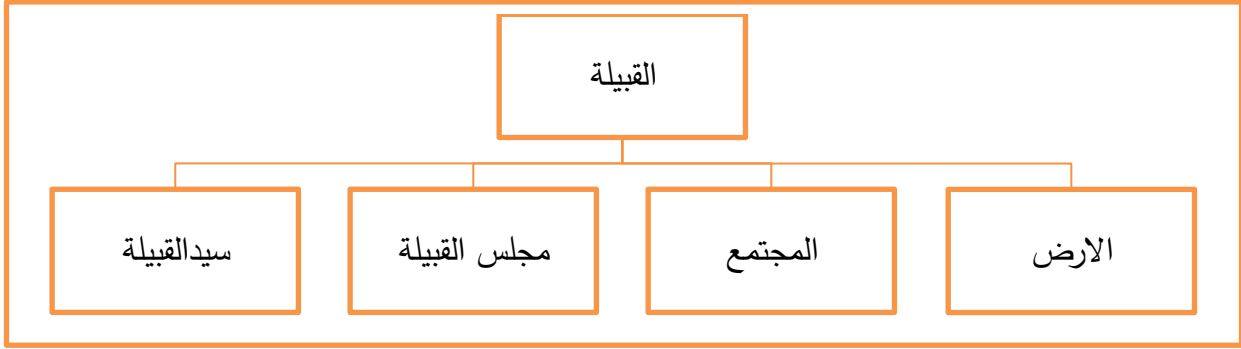 القبيلة
الارض
المجتمع
مجلس القبيلة
سيدالقبيلة